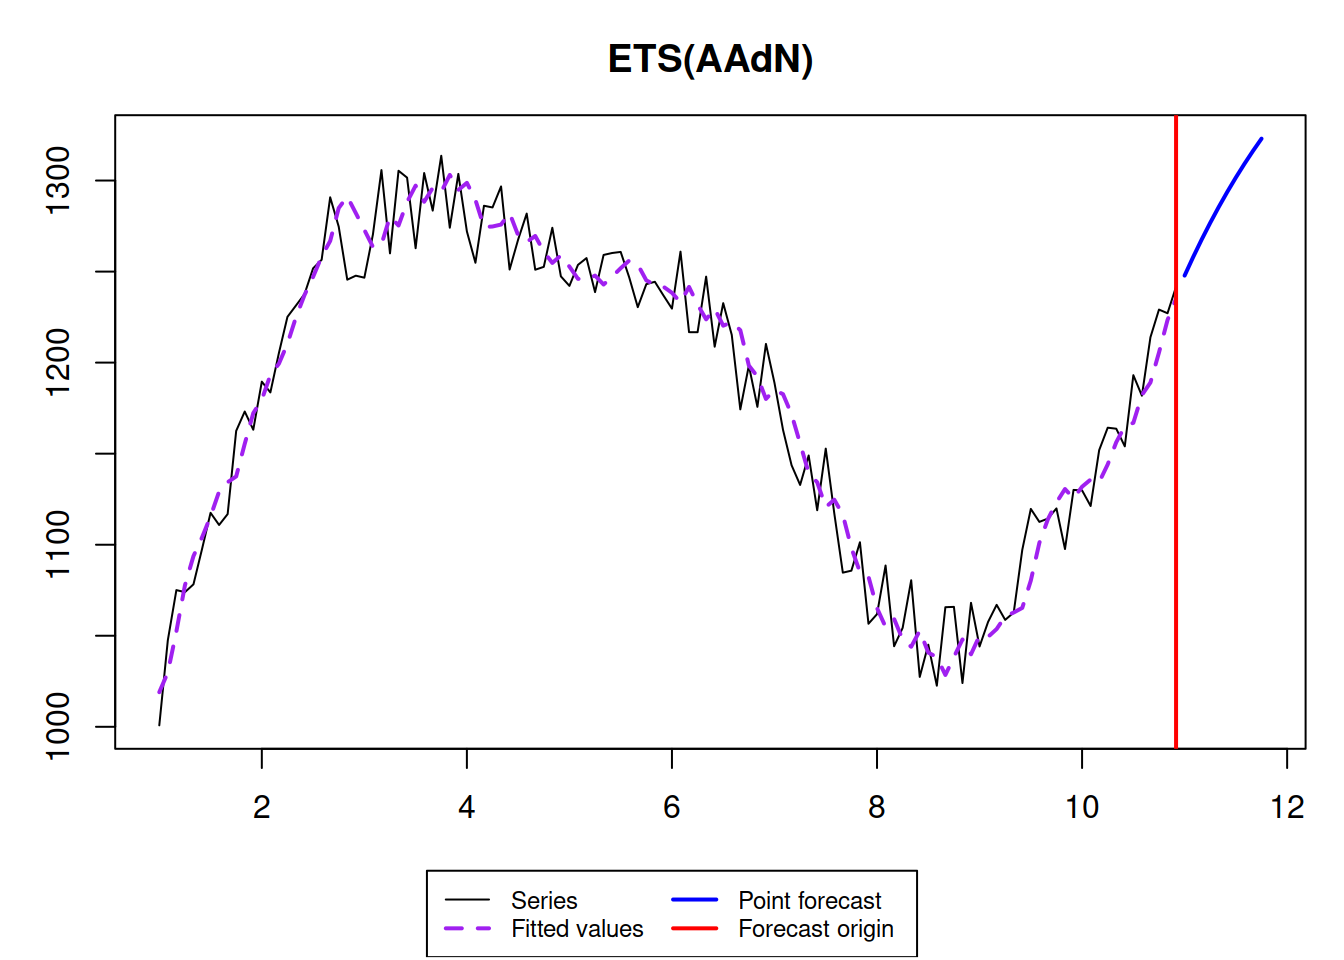 ETS(AAdN)
1300
1200
1100
1000
2 4 6 8 10 12
Series Point forecast
Fitted values Forecast origin